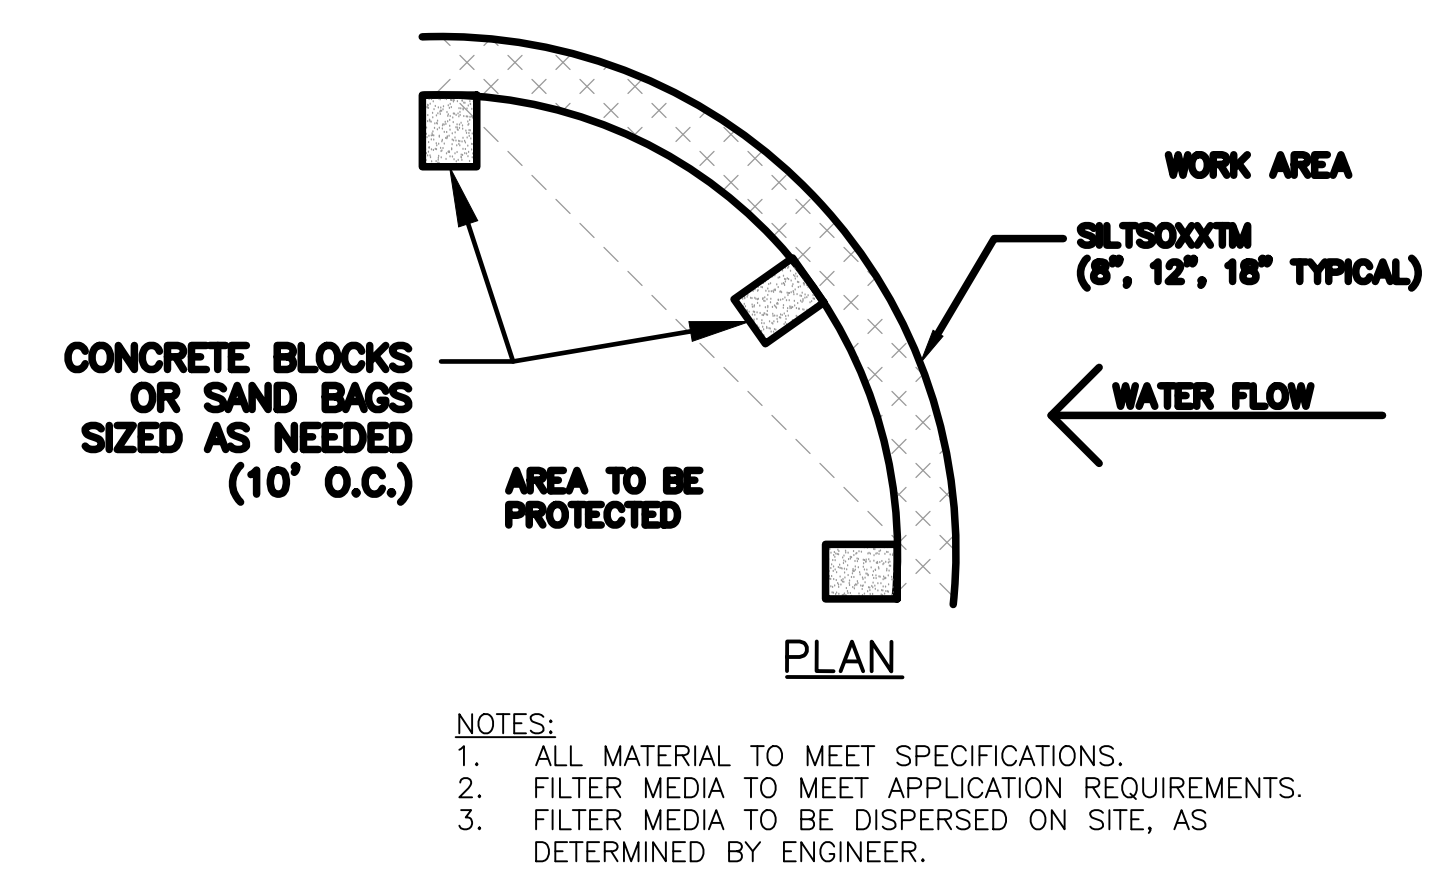 WORK AREA
SILTSOXXTM
(8", 12", 18" TYPICAL)
CONCRETE BLOCKS
OR SAND BAGS
SIZED AS NEEDED
(10' O.C.)
WATER FLOW
AREA TO BE
PROTECTED
PLAN
NOTES:
1. ALL MATERIAL TO MEET SPECIFICATIONS.
2. FILTER MEDIA TO MEET APPLICATION REQUIREMENTS.
3. FILTER MEDIA TO BE DISPERSED ON SITE, AS
DETERMINED BY ENGINEER.